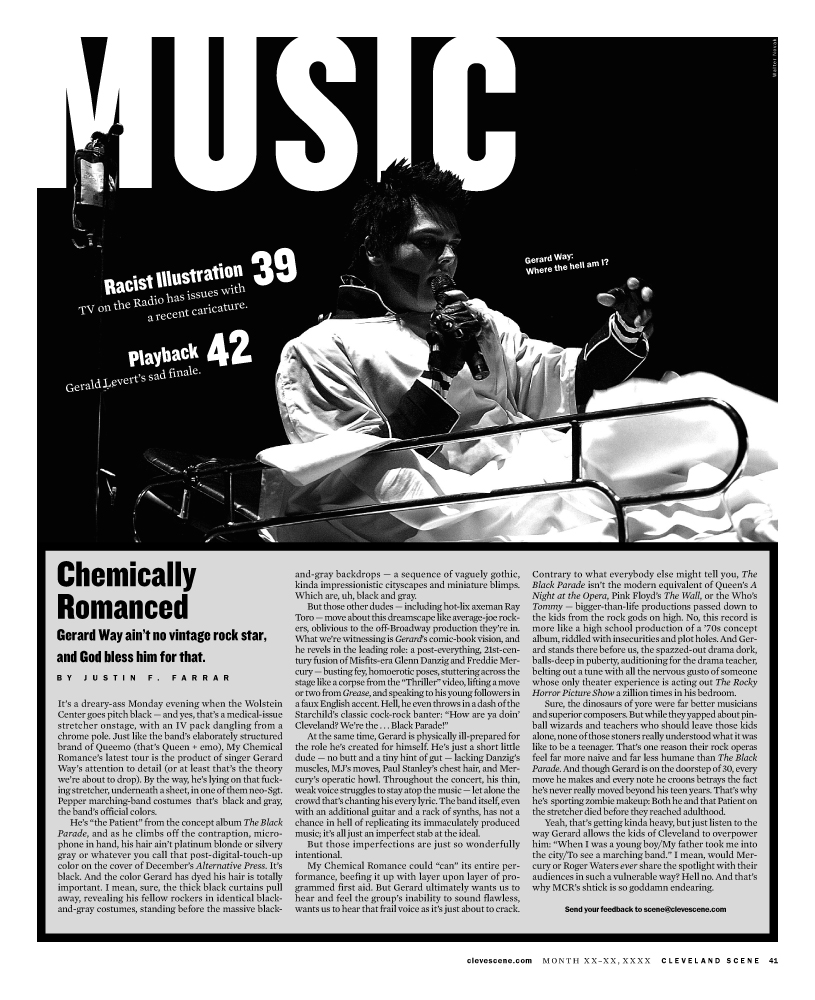 MUSIC
Walter Novak
Racist Illustration 39
TV on the Radio has issues with
a recent caricature.
Playback 42
Gerald Levert's sad finale.
Gerard Way:
Where the hell am I?
Chemically
Romanced
Gerard Way ain't no vintage rock star,
and God bless him for that.
BY JUSTIN F. FARRAR
It's a dreary-ass Monday evening when the Wolstein
Center goes pitch black — and yes, that's a medical-issue
stretcher onstage, with an IV pack dangling from a
chrome pole. Just like the band's elaborately structured
brand of Queemo (that's Queen + emo), My Chemical
Romance's latest tour is the product of singer Gerard
Way's attention to detail (or at least that's the theory
we're about to drop). By the way, he's lying on that fuck-
ing stretcher, underneath a sheet, in one of them neo-Sgt.
Pepper marching-band costumes that's black and gray,
the band's official colors.
He's "the Patient" from the concept album The Black
Parade, and as he climbs off the contraption, micro-
phone in hand, his hair ain't platinum blonde or silvery
gray or whatever you call that post-digital-touch-up
color on the cover of December's Alternative Press. It's
black. And the color Gerard has dyed his hair is totally
important. I mean, sure, the thick black curtains pull
away, revealing his fellow rockers in identical black-
and-gray costumes, standing before the massive black-
and-gray backdrops — a sequence of vaguely gothic,
kinda impressionistic cityscapes and miniature blimps.
Which are, uh, black and gray.
But those other dudes — including hot-lix axeman Ray
Toro — move about this dreamscape like average-joe rock-
ers, oblivious to the off-Broadway production they're in.
What we're witnessing is Gerard's comic-book vision, and
he revels in the leading role: a post-everything, 21st-cen-
tury fusion of Misfits-era Glenn Danzig and Freddie Mer-
cury — busting fey, homoerotic poses, stuttering across the
stage like a corpse from the "Thriller" video, lifting a move
or two from Grease, and speaking to his young followers in
a faux English accent. Hell, he even throws in a dash of the
Starchild's classic cock-rock banter: "How are ya doin'
Cleveland? We're the . . . Black Parade!"
At the same time, Gerard is physically ill-prepared for
the role he's created for himself. He's just a short little
dude — no butt and a tiny hint of gut — lacking Danzig's
muscles, MJ's moves, Paul Stanley's chest hair, and Mer-
cury's operatic howl. Throughout the concert, his thin,
weak voice struggles to stay atop the music — let alone the
crowd that's chanting his every lyric. The band itself, even
with an additional guitar and a rack of synths, has not a
chance in hell of replicating its immaculately produced
music; it's all just an imperfect stab at the ideal.
But those imperfections are just so wonderfully
intentional.
My Chemical Romance could "can" its entire per-
formance, beefing it up with layer upon layer of pro-
grammed first aid. But Gerard ultimately wants us to
hear and feel the group's inability to sound flawless,
wants us to hear that frail voice as it's just about to crack.
Contrary to what everybody else might tell you, The
Black Parade isn't the modern equivalent of Queen's A
Night at the Opera, Pink Floyd's The Wall, or the Who's
Tommy — bigger-than-life productions passed down to
the kids from the rock gods on high. No, this record is
more like a high school production of a '70s concept
album, riddled with insecurities and plot holes. And Ger-
ard stands there before us, the spazzed-out drama dork,
balls-deep in puberty, auditioning for the drama teacher,
belting out a tune with all the nervous gusto of someone
whose only theater experience is acting out The Rocky
Horror Picture Show a zillion times in his bedroom.
Sure, the dinosaurs of yore were far better musicians
and superior composers. But while they yapped about pin-
ball wizards and teachers who should leave those kids
alone, none of those stoners really understood what it was
like to be a teenager. That's one reason their rock operas
feel far more naive and far less humane than The Black
Parade. And though Gerard is on the doorstep of 30, every
move he makes and every note he croons betrays the fact
he's never really moved beyond his teen years. That's why
he's sporting zombie makeup: Both he and that Patient on
the stretcher died before they reached adulthood.
Yeah, that's getting kinda heavy, but just listen to the
way Gerard allows the kids of Cleveland to overpower
him: "When I was a young boy/My father took me into
the city/To see a marching band." I mean, would Mer-
cury or Roger Waters ever share the spotlight with their
audiences in such a vulnerable way? Hell no. And that's
why MCR's shtick is so goddamn endearing.
Send your feedback to scene@clevescene.com
clevescene.com MONTH XX–XX, XXXX CLEVELAND SCENE 41